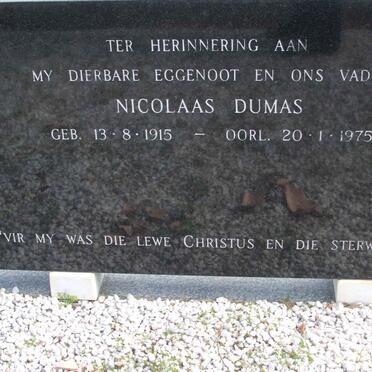 TER HERINNERING AAN
MY DIERBARE EGGENOOT EN ONS VAD
NICOLAAS DUMAS
GEB. 13·8·1915 — OORL. 20·1·1975
"VIR MY WAS DIE LEWE CHRISTUS EN DIE STERW